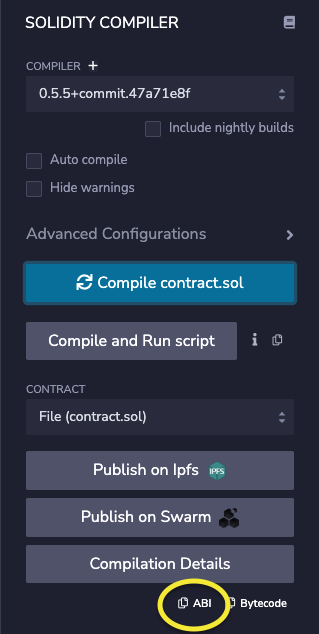 SOLIDITY COMPILER
COMPILER +
0.5.5+commit.47a71e8f
Include nightly builds
Auto compile
Hide warnings
Advanced Configurations
Compile contract.sol
Compile and Run script
CONTRACT
File (contract.sol)
Publish on Ipfs IPFS
Publish on Swarm
Compilation Details
ABI Bytecode